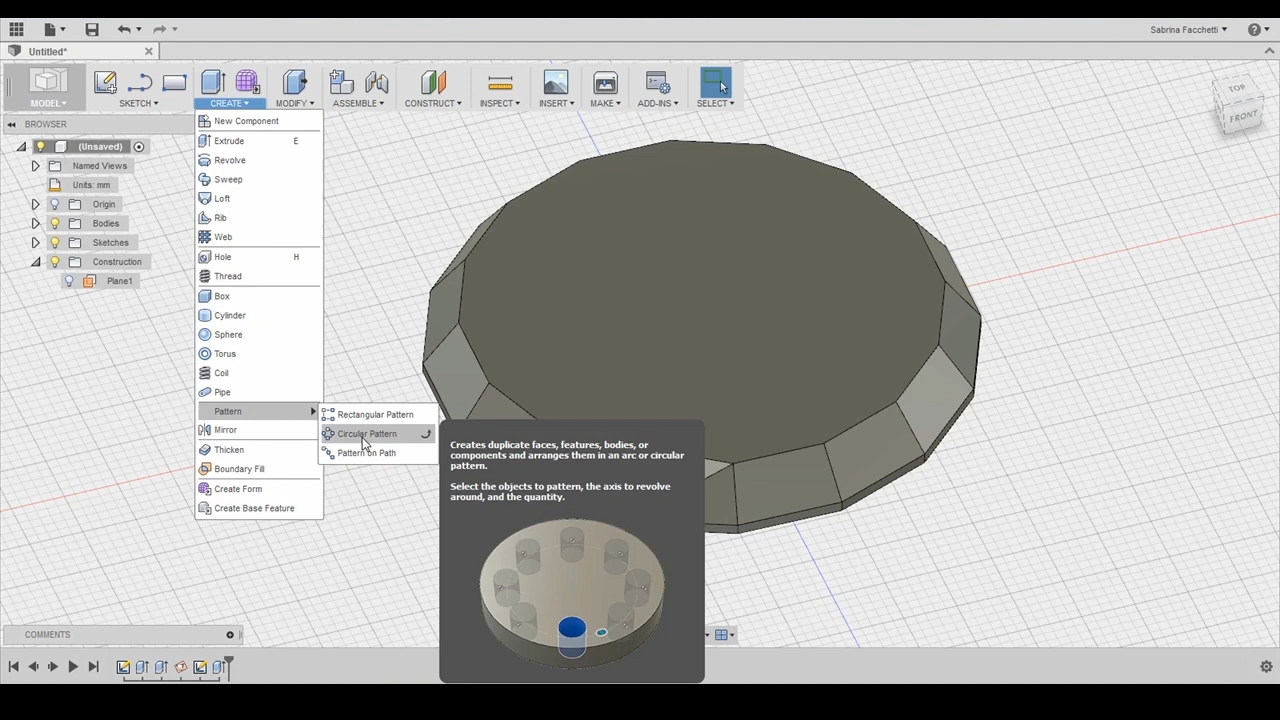 Sabrina Facchetti
Untitled*
MODEL
SKETCH
CREATE
MODIFY
ASSEMBLE
CONSTRUCT
INSPECT
INSERT
MAKE
ADD-INS
SELECT
TOP
FRONT
BROWSER
(Unsaved)
Named Views
Units: mm
Origin
Bodies
Sketches
Construction
Plane1
New Component
Extrude E
Revolve
Sweep
Loft
Rib
Web
Hole H
Thread
Box
Cylinder
Sphere
Torus
Coil
Pipe
Pattern
Mirror
Thicken
Boundary Fill
Create Form
Create Base Feature
Rectangular Pattern
Circular Pattern
Pattern on Path
Creates duplicate faces, features, bodies, or
components and arranges them in an arc or circular
pattern.
Select the objects to pattern, the axis to revolve
around, and the quantity.
COMMENTS